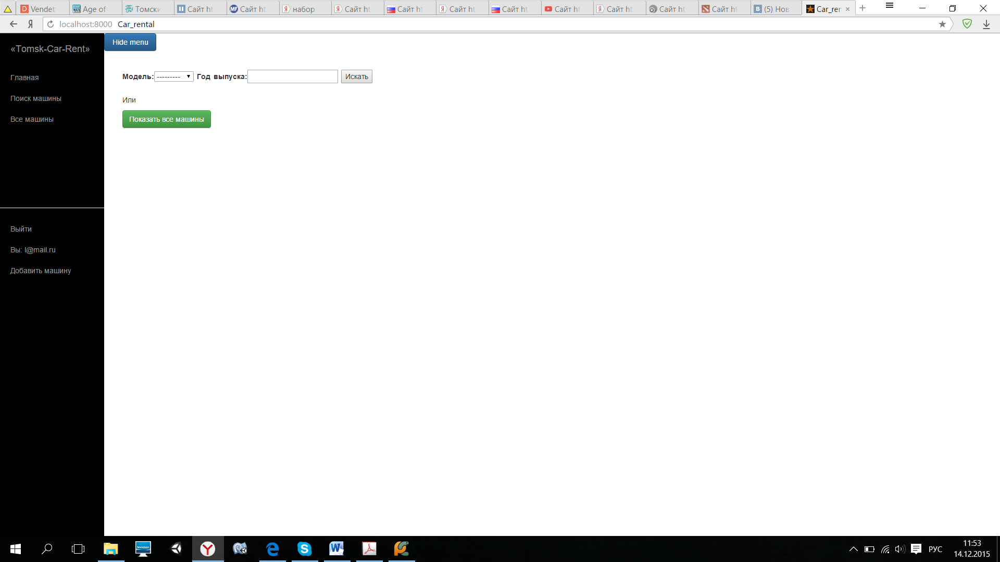 Vendet
Age of
Томски
Сайт ht
Сайт ht
набор
Сайт ht
Сайт ht
Сайт ht
Сайт ht
Сайт ht
Сайт ht
Сайт ht
Сайт ht
(5) Нов
Car_ren
localhost:8000 Car_rental
«Tomsk-Car-Rent»
Hide menu
Главная
Поиск машины
Все машины
Модель: --------- Год выпуска: Искать
Или
Показать все машины
Выйти
Вы: l@mail.ru
Добавить машину
РУС
11:53
14.12.2015